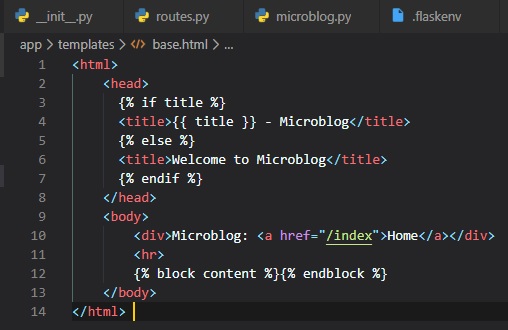 __init__.py routes.py microblog.py .flaskenv
app > templates > </> base.html > ...
1 <html>
2     <head>
3       {% if title %}
4       <title>{{ title }} - Microblog</title>
5       {% else %}
6       <title>Welcome to Microblog</title>
7       {% endif %}
8     </head>
9     <body>
10         <div>Microblog: <a href="/index">Home</a></div>
11         <hr>
12         {% block content %}{% endblock %}
13     </body>
14 </html>